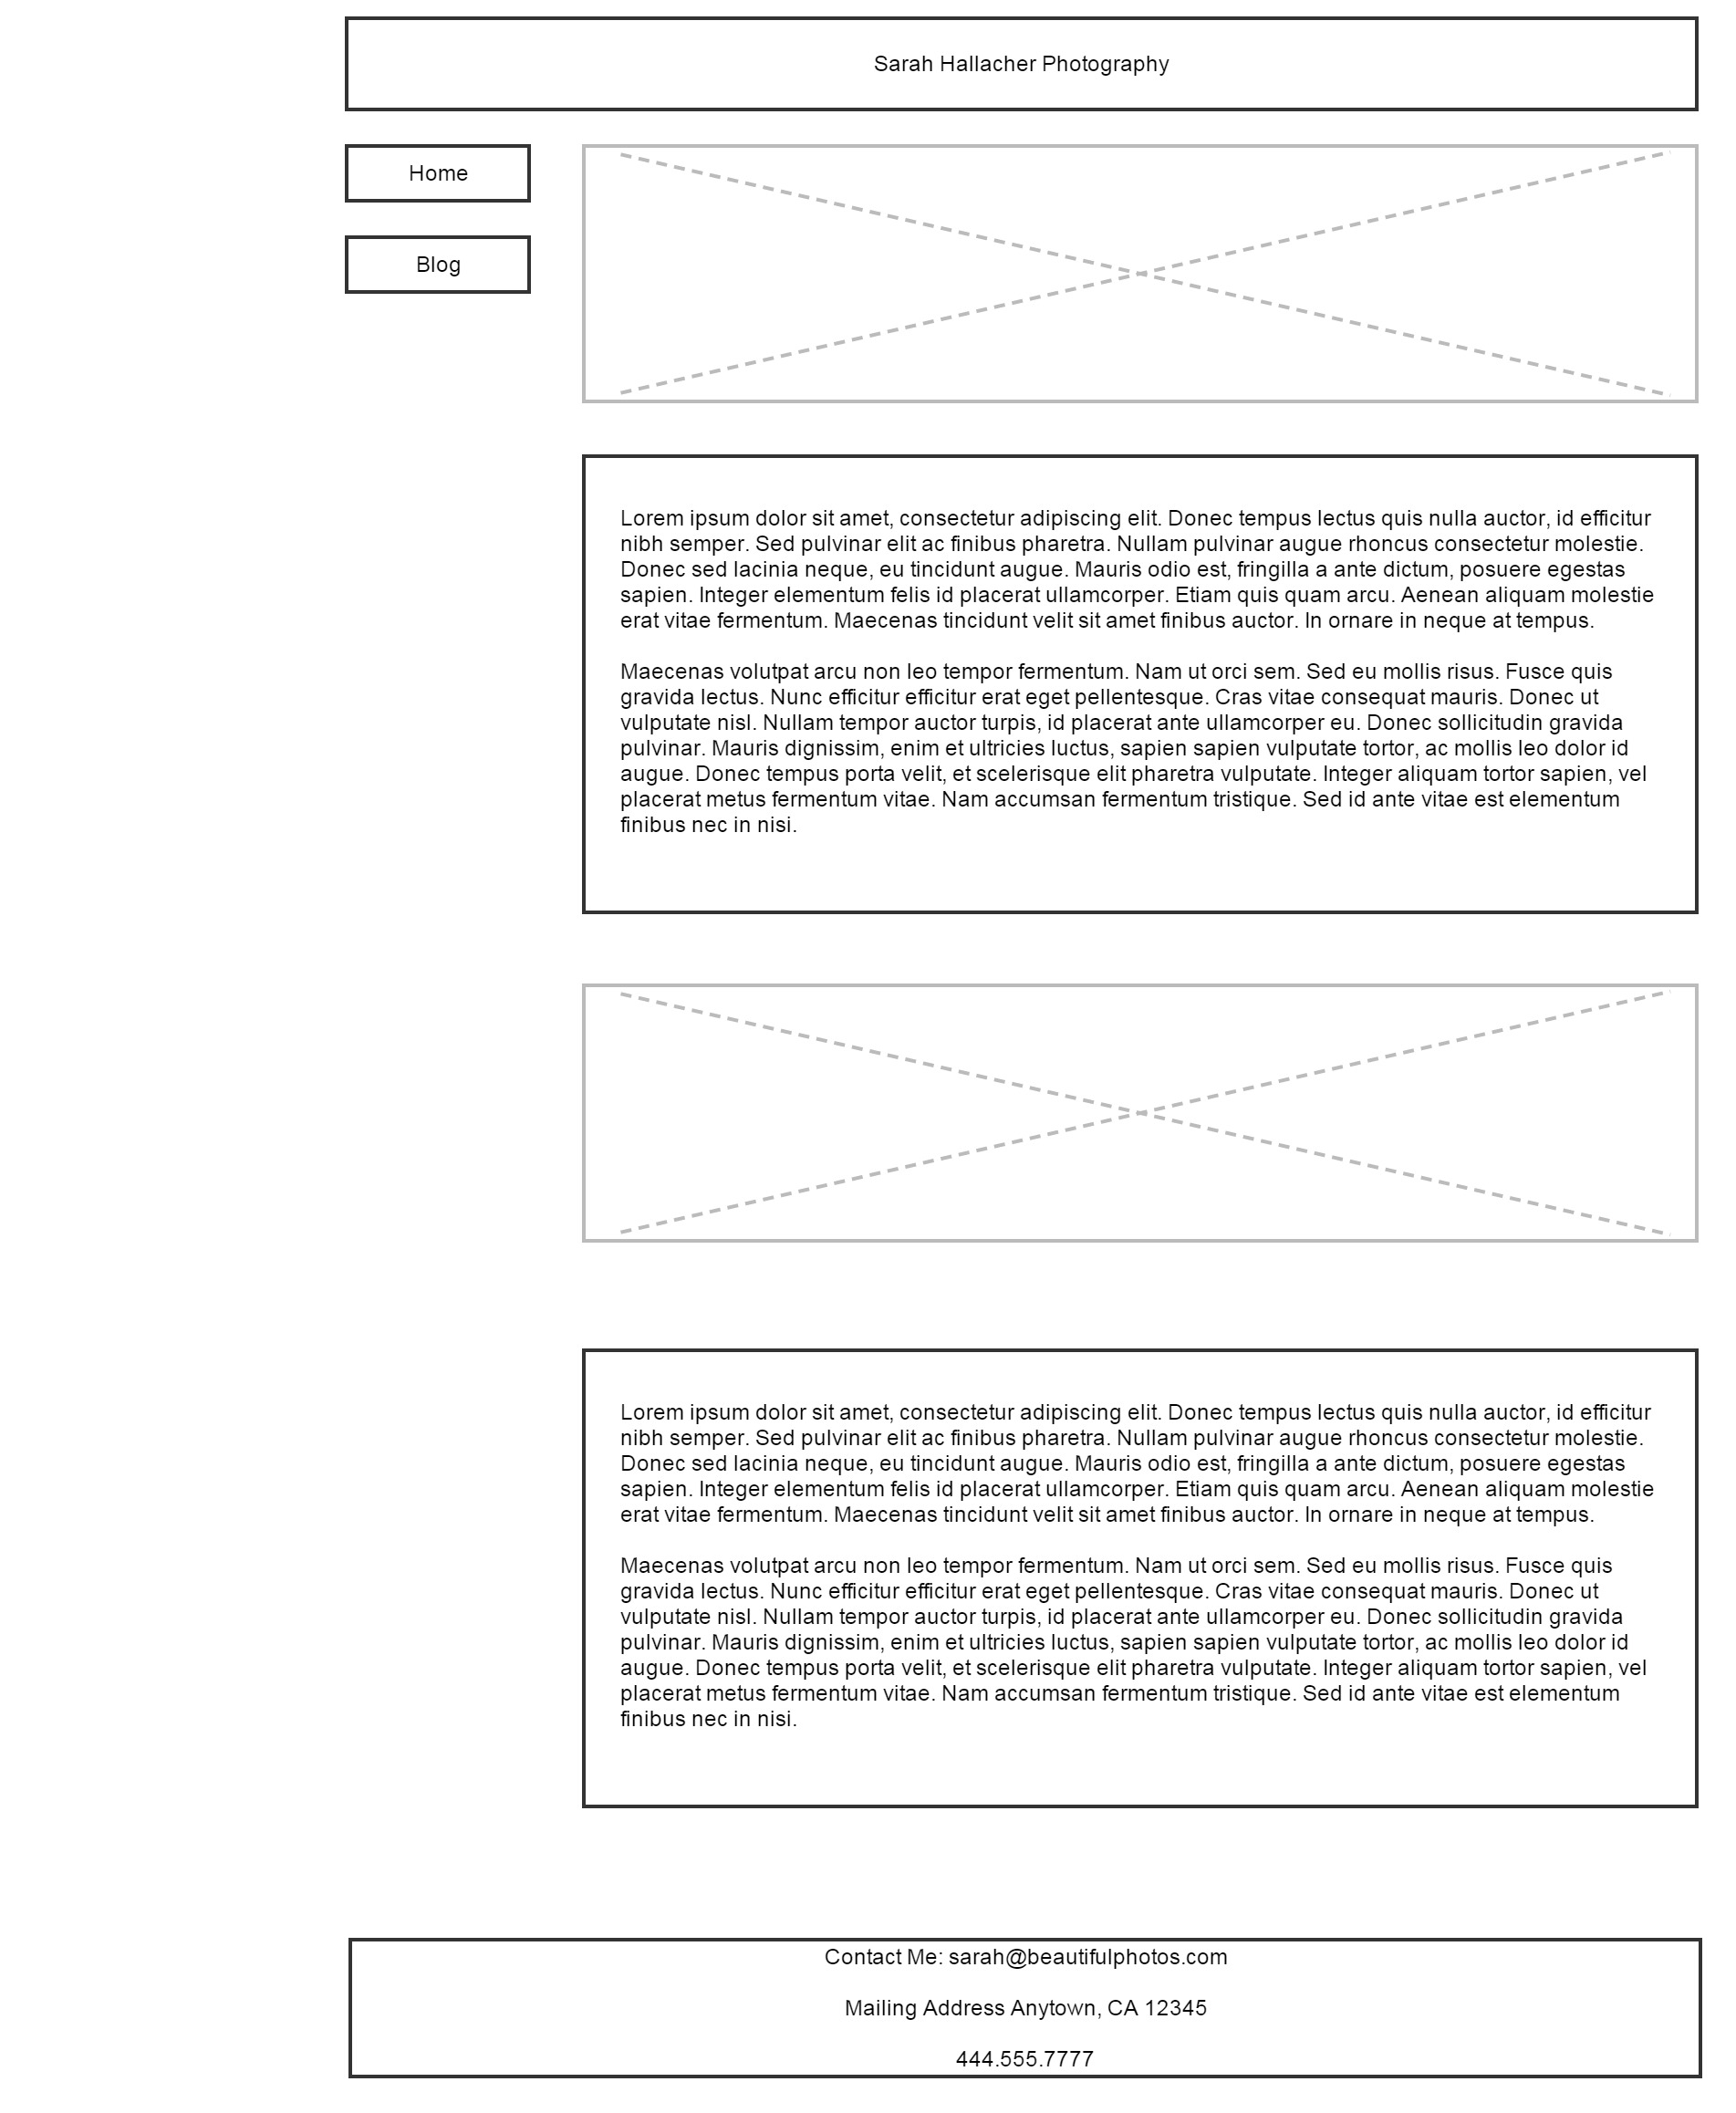 Sarah Hallacher Photography
Home
Blog
Lorem ipsum dolor sit amet, consectetur adipiscing elit. Donec tempus lectus quis nulla auctor, id efficitur
nibh semper. Sed pulvinar elit ac finibus pharetra. Nullam pulvinar augue rhoncus consectetur molestie.
Donec sed lacinia neque, eu tincidunt augue. Mauris odio est, fringilla a ante dictum, posuere egestas
sapien. Integer elementum felis id placerat ullamcorper. Etiam quis quam arcu. Aenean aliquam molestie
erat vitae fermentum. Maecenas tincidunt velit sit amet finibus auctor. In ornare in neque at tempus.
Maecenas volutpat arcu non leo tempor fermentum. Nam ut orci sem. Sed eu mollis risus. Fusce quis
gravida lectus. Nunc efficitur efficitur erat eget pellentesque. Cras vitae consequat mauris. Donec ut
vulputate nisl. Nullam tempor auctor turpis, id placerat ante ullamcorper eu. Donec sollicitudin gravida
pulvinar. Mauris dignissim, enim et ultricies luctus, sapien sapien vulputate tortor, ac mollis leo dolor id
augue. Donec tempus porta velit, et scelerisque elit pharetra vulputate. Integer aliquam tortor sapien, vel
placerat metus fermentum vitae. Nam accumsan fermentum tristique. Sed id ante vitae est elementum
finibus nec in nisi.
Lorem ipsum dolor sit amet, consectetur adipiscing elit. Donec tempus lectus quis nulla auctor, id efficitur
nibh semper. Sed pulvinar elit ac finibus pharetra. Nullam pulvinar augue rhoncus consectetur molestie.
Donec sed lacinia neque, eu tincidunt augue. Mauris odio est, fringilla a ante dictum, posuere egestas
sapien. Integer elementum felis id placerat ullamcorper. Etiam quis quam arcu. Aenean aliquam molestie
erat vitae fermentum. Maecenas tincidunt velit sit amet finibus auctor. In ornare in neque at tempus.
Maecenas volutpat arcu non leo tempor fermentum. Nam ut orci sem. Sed eu mollis risus. Fusce quis
gravida lectus. Nunc efficitur efficitur erat eget pellentesque. Cras vitae consequat mauris. Donec ut
vulputate nisl. Nullam tempor auctor turpis, id placerat ante ullamcorper eu. Donec sollicitudin gravida
pulvinar. Mauris dignissim, enim et ultricies luctus, sapien sapien vulputate tortor, ac mollis leo dolor id
augue. Donec tempus porta velit, et scelerisque elit pharetra vulputate. Integer aliquam tortor sapien, vel
placerat metus fermentum vitae. Nam accumsan fermentum tristique. Sed id ante vitae est elementum
finibus nec in nisi.
Contact Me: sarah@beautifulphotos.com
Mailing Address Anytown, CA 12345
444.555.7777